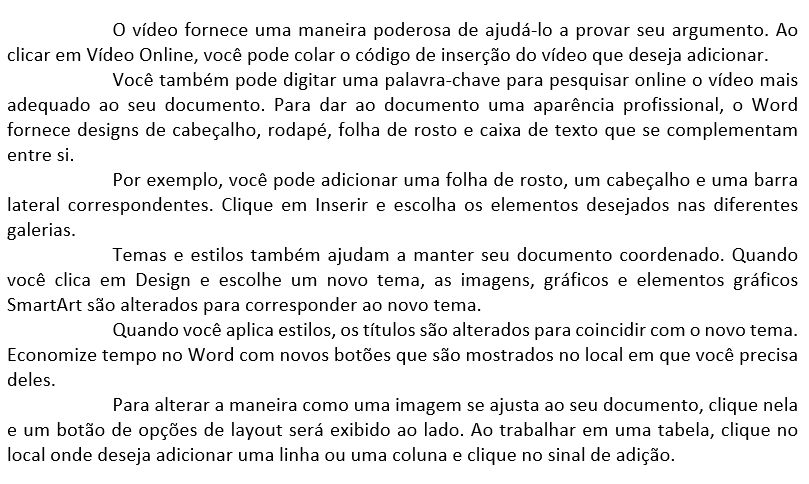 O vídeo fornece uma maneira poderosa de ajudá-lo a provar seu argumento. Ao
clicar em Vídeo Online, você pode colar o código de inserção do vídeo que deseja adicionar.
Você também pode digitar uma palavra-chave para pesquisar online o vídeo mais
adequado ao seu documento. Para dar ao documento uma aparência profissional, o Word
fornece designs de cabeçalho, rodapé, folha de rosto e caixa de texto que se complementam
entre si.
Por exemplo, você pode adicionar uma folha de rosto, um cabeçalho e uma barra
lateral correspondentes. Clique em Inserir e escolha os elementos desejados nas diferentes
galerias.
Temas e estilos também ajudam a manter seu documento coordenado. Quando
você clica em Design e escolhe um novo tema, as imagens, gráficos e elementos gráficos
SmartArt são alterados para corresponder ao novo tema.
Quando você aplica estilos, os títulos são alterados para coincidir com o novo tema.
Economize tempo no Word com novos botões que são mostrados no local em que você precisa
deles.
Para alterar a maneira como uma imagem se ajusta ao seu documento, clique nela
e um botão de opções de layout será exibido ao lado. Ao trabalhar em uma tabela, clique no
local onde deseja adicionar uma linha ou uma coluna e clique no sinal de adição.